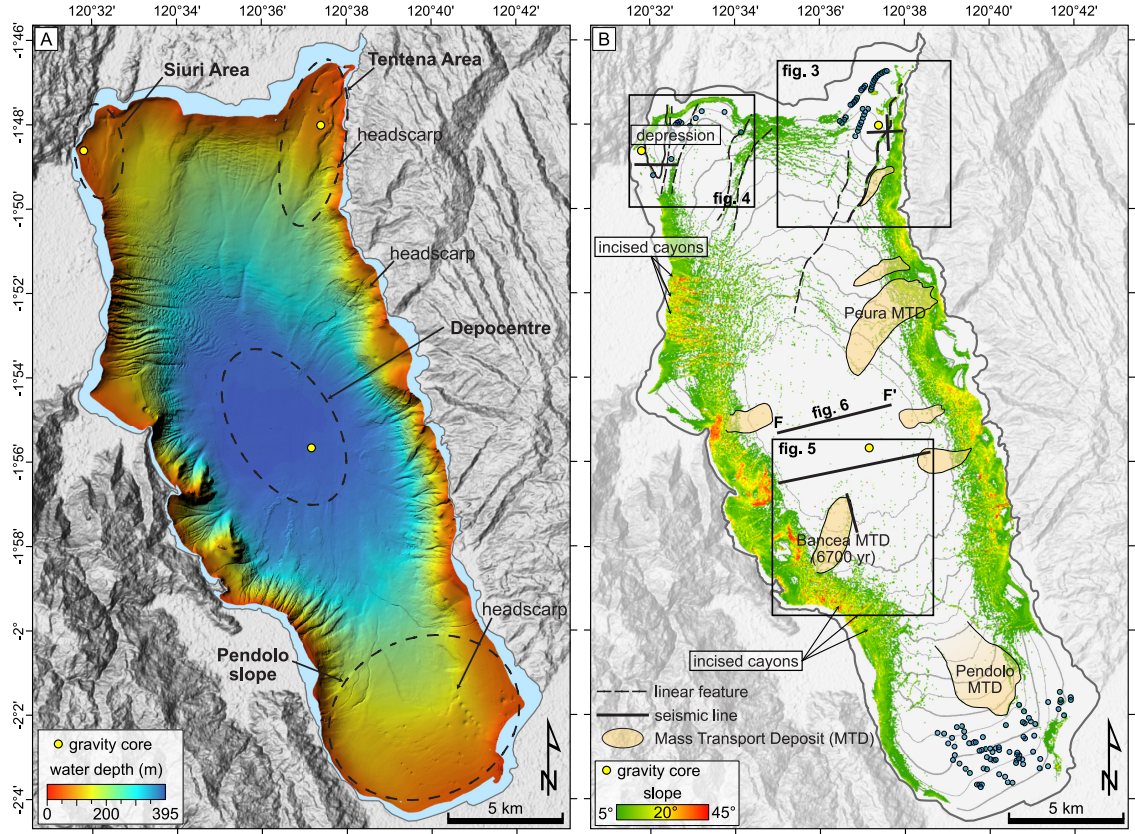 120°32' 120°34' 120°36' 120°38' 120°40' 120°42'
120°32' 120°34' 120°36' 120°38' 120°40' 120°42'
-1°46'
-1°48'
-1°50'
-1°52'
-1°54'
-1°56'
-1°58'
-2°
-2°2'
-2°24'
A
Siuri Area
Tentena Area
headscarp
headscarp
Depocentre
headscarp
Pendolo
slope
gravity core
water depth (m)
0 200 395
N
5 km
B
fig. 3
depression
fig. 4
incised cayons
Peura MTD
F fig. 6 F'
fig. 5
Bancea MTD
(6700 yr)
incised cayons
Pendolo
MTD
linear feature
seismic line
Mass Transport Deposit (MTD)
gravity core
slope
5° 20° 45°
N
5 km